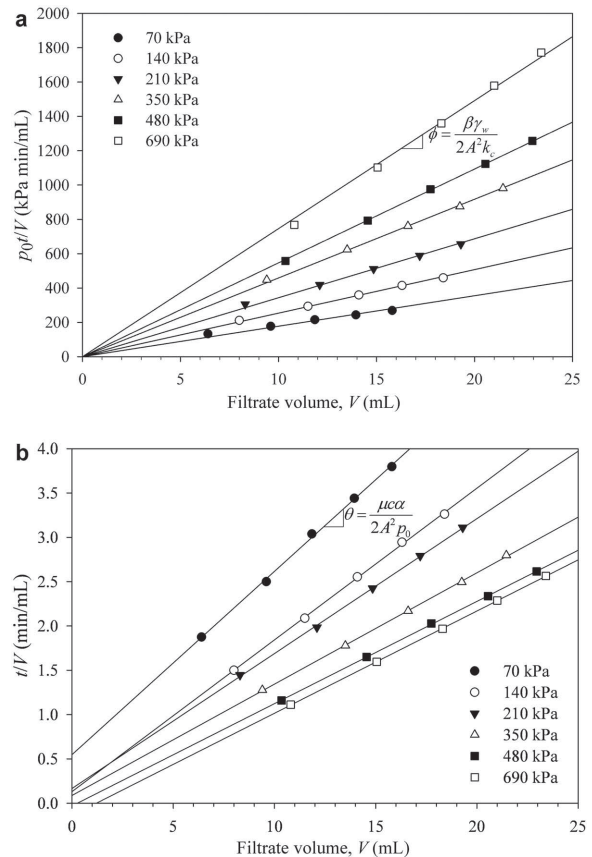 a
2000
1800
1600
1400
1200
1000
800
600
400
200
0
p₀t/V (kPa min/mL)
70 kPa
140 kPa
210 kPa
350 kPa
480 kPa
690 kPa
ϕ = βγ_w / 2A²k_c
0 5 10 15 20 25
Filtrate volume, V (mL)
b
4.0
3.5
3.0
2.5
2.0
1.5
1.0
0.5
0.0
t/V (min/mL)
θ = μcα / 2A²p₀
70 kPa
140 kPa
210 kPa
350 kPa
480 kPa
690 kPa
0 5 10 15 20 25
Filtrate volume, V (mL)